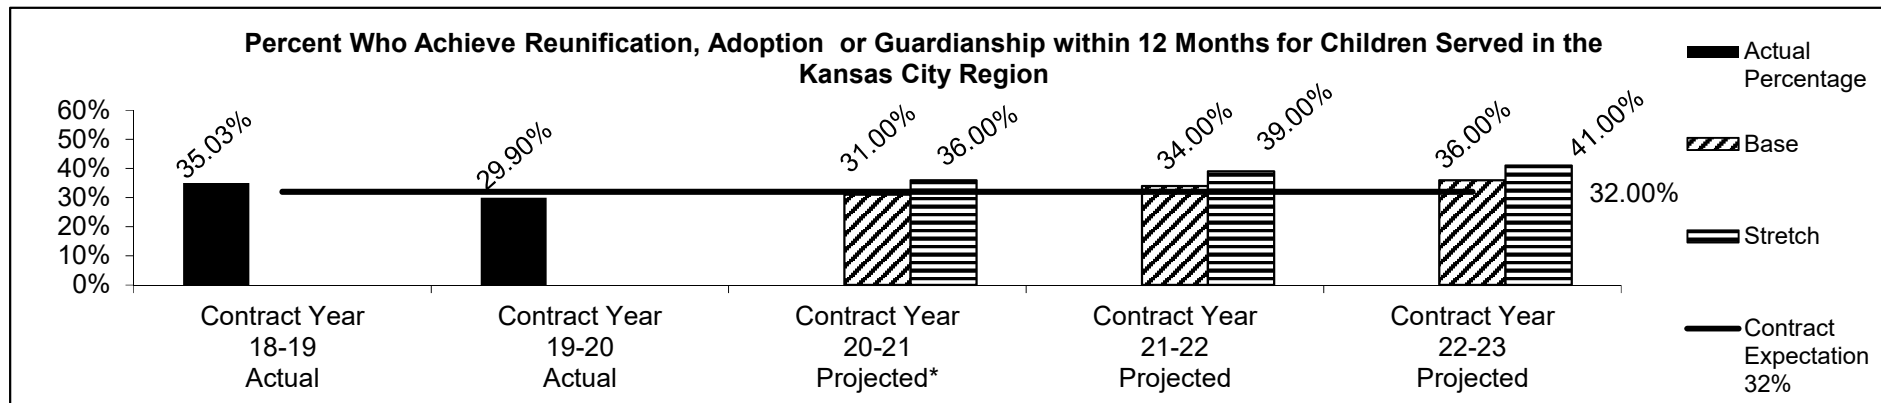 Percent Who Achieve Reunification, Adoption or Guardianship within 12 Months for Children Served in the
Kansas City Region
60%
50%
40%
30%
20%
10%
0%
35.03%
29.90%
31.00%
36.00%
34.00%
39.00%
36.00%
41.00%
32.00%
Contract Year
18-19
Actual
Contract Year
19-20
Actual
Contract Year
20-21
Projected*
Contract Year
21-22
Projected
Contract Year
22-23
Projected
Actual
Percentage
Base
Stretch
Contract
Expectation
32%